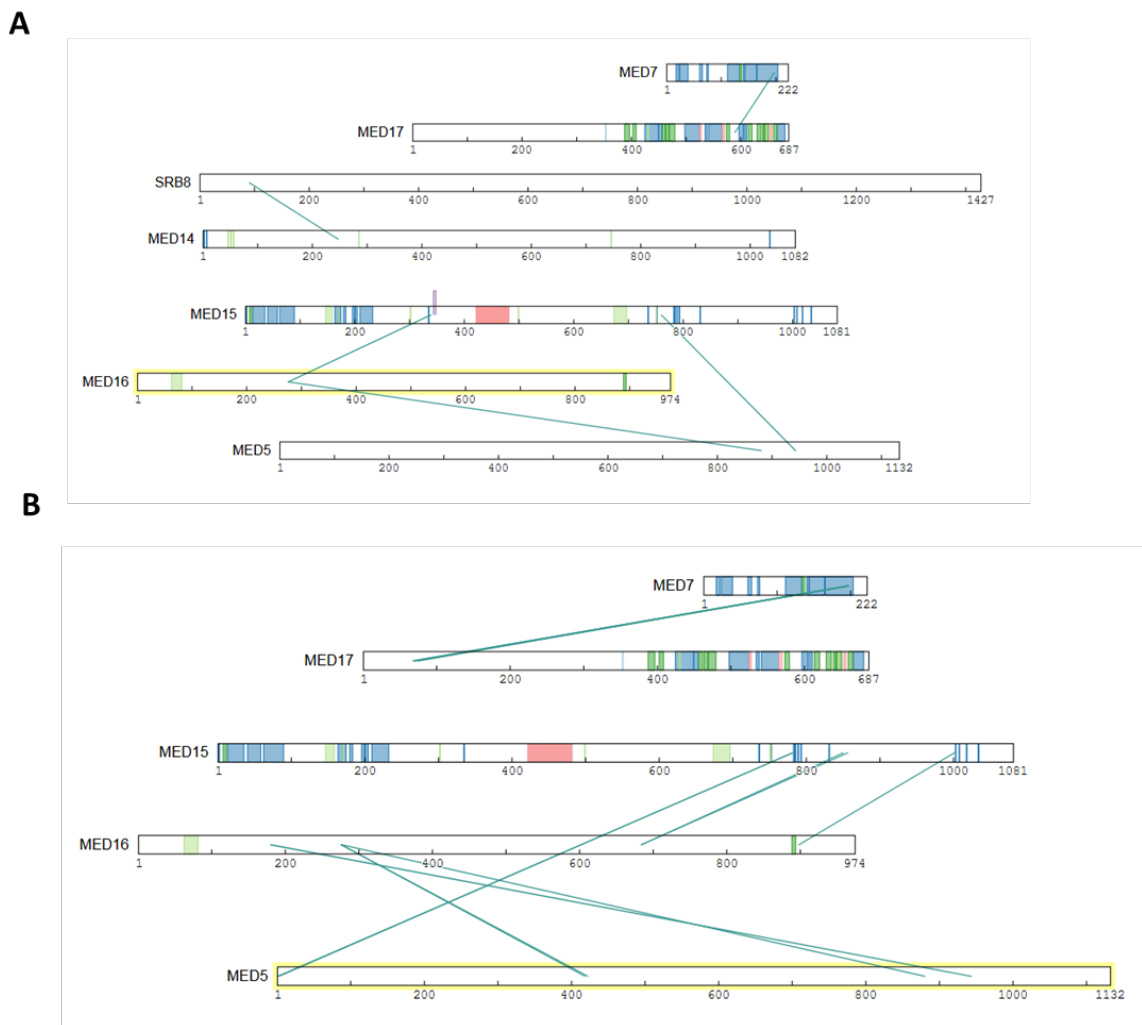 A
MED7
1 222
MED17
1 200 400 600 687
SRB8
1 200 400 600 800 1000 1200 1427
MED14
1 200 400 600 800 1082
MED15
1 200 400 600 800 1001 1081
MED16
1 200 400 600 800 974
MED5
1 200 400 600 800 1000 1132
B
MED7
1 222
MED17
1 200 400 600 687
MED15
1 200 400 600 800 1000 1081
MED16
1 200 400 600 800 974
MED5
1 200 400 600 800 1000 1132